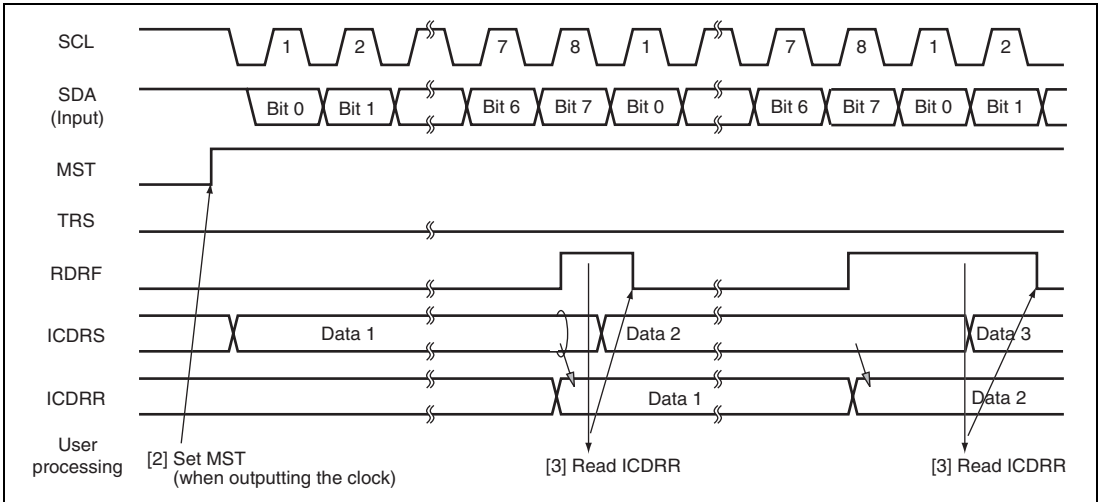 SCL 1 2 7 8 1 7 8 1 2
SDA
(Input)
Bit 0 Bit 1 Bit 6 Bit 7 Bit 0 Bit 6 Bit 7 Bit 0 Bit 1
MST
TRS
RDRF
ICDRS Data 1 Data 2 Data 3
ICDRR Data 1 Data 2
User
processing
[2] Set MST
(when outputting the clock)
[3] Read ICDRR
[3] Read ICDRR